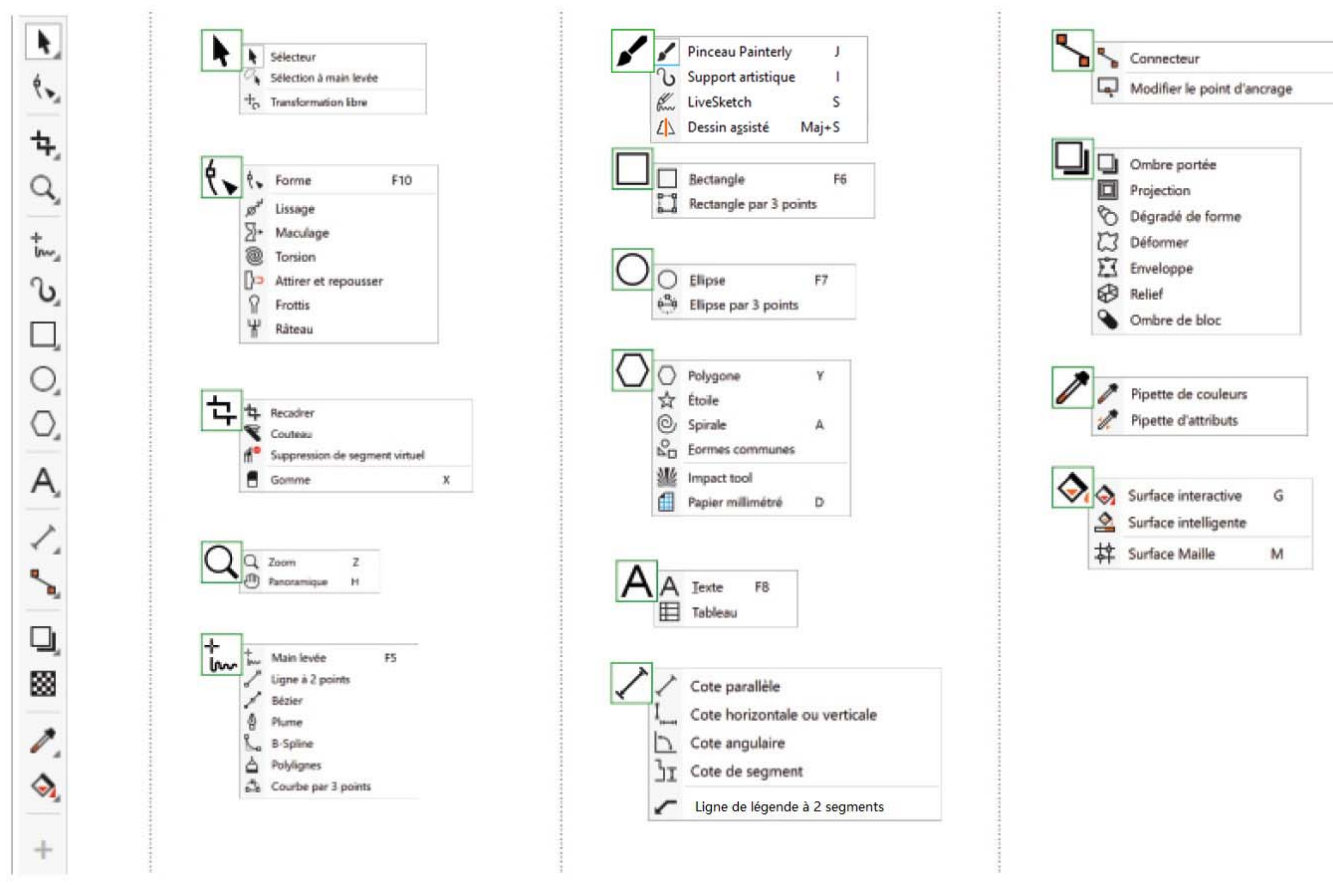 Sélecteur
Sélection à main levée
Transformation libre
Forme F10
Lissage
Maculage
Torsion
Attirer et repousser
Frottis
Râteau
Recadrer
Couteau
Suppression de segment virtuel
Gomme X
Zoom Z
Panoramique H
Main levée F5
Ligne à 2 points
Bézier
Plume
B-Spline
Polylignes
Courbe par 3 points
Pinceau Painterly J
Support artistique I
LiveSketch S
Dessin assisté Maj+S
Rectangle F6
Rectangle par 3 points
Ellipse F7
Ellipse par 3 points
Polygone Y
Étoile
Spirale A
Formes communes
Impact tool
Papier millimétré D
Texte F8
Tableau
Cote parallèle
Cote horizontale ou verticale
Cote angulaire
Cote de segment
Ligne de légende à 2 segments
Connecteur
Modifier le point d'ancrage
Ombre portée
Projection
Dégradé de forme
Déformer
Enveloppe
Relief
Ombre de bloc
Pipette de couleurs
Pipette d'attributs
Surface interactive G
Surface intelligente
Surface Maille M